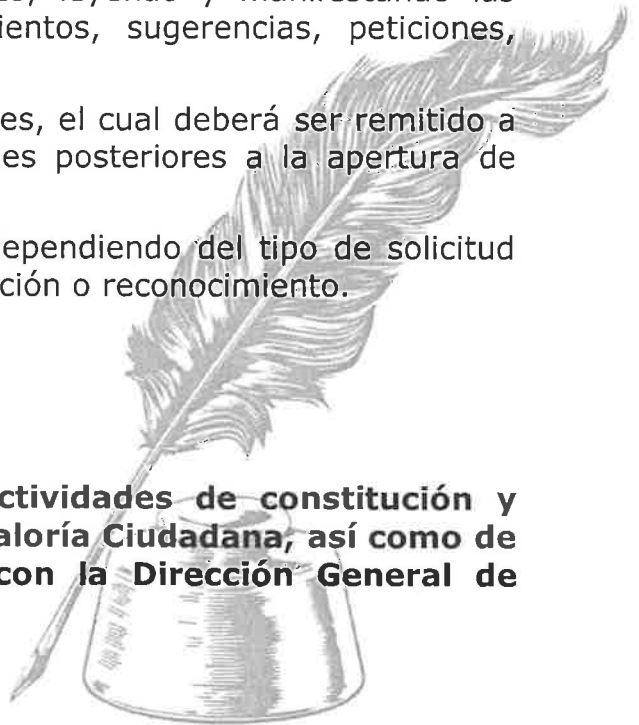 ientos, sugerencias, peticiones,
es, el cual deberá ser remitido a
es posteriores a la apertura de
ependiendo del tipo de solicitud
ción o reconocimiento.
ctividades de constitución y
aloría Ciudadana, así como de
con la Dirección General de